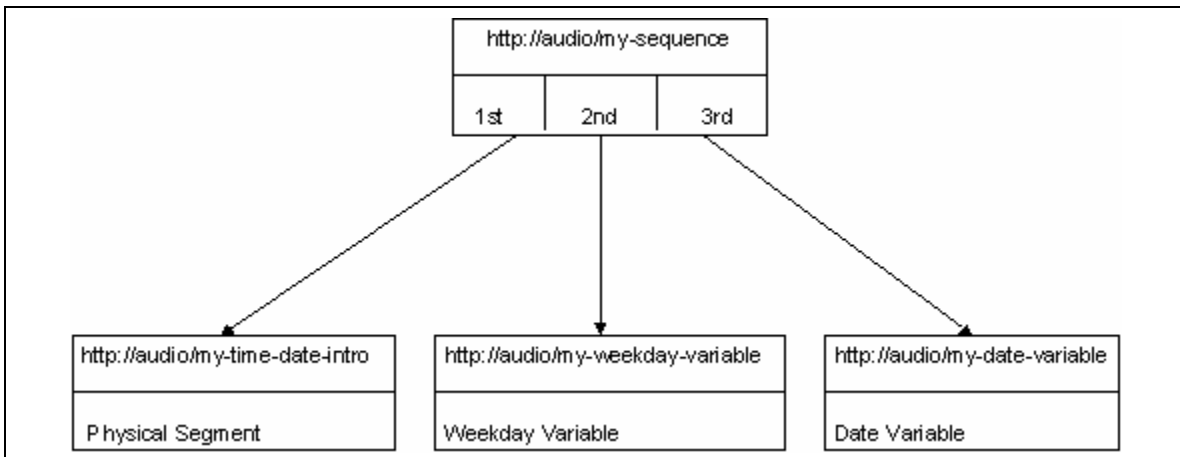 http://audio/my-sequence
1st 2nd 3rd
http://audio/my-time-date-intro
Physical Segment
http://audio/my-weekday-variable
Weekday Variable
http://audio/my-date-variable
Date Variable